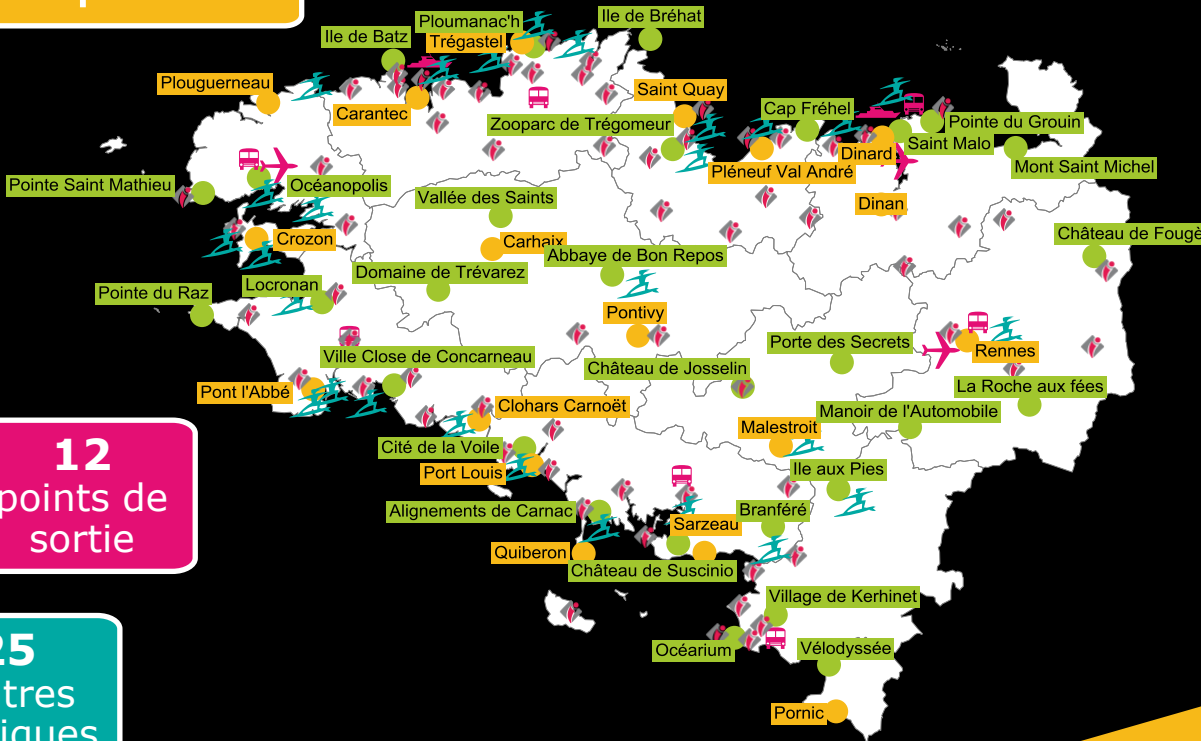 Ile de Bréhat
Ploumanac'h
Ile de Batz
Trégastel
Plouguerneau
Saint Quay
Carantec
Cap Fréhel
Zooparc de Trégomeur
Pointe du Grouin
Saint Malo
Dinard
Mont Saint Michel
Pléneuf Val André
Pointe Saint Mathieu
Océanopolis
Vallée des Saints
Dinan
Crozon
Carhaix
Château de Fougè
Abbaye de Bon Repos
Domaine de Trévarez
Locronan
Pointe du Raz
Pontivy
Porte des Secrets
Rennes
Ville Close de Concarneau
Château de Josselin
La Roche aux fées
Pont l'Abbé
Clohars Carnoët
Manoir de l'Automobile
Malestroit
Cité de la Voile
Port Louis
Ile aux Pies
Alignements de Carnac
Branféré
Sarzeau
Quiberon
Château de Suscinio
Village de Kerhinet
Océarium
Vélodyssée
Pornic
12
points de
sortie
25
tres
iques